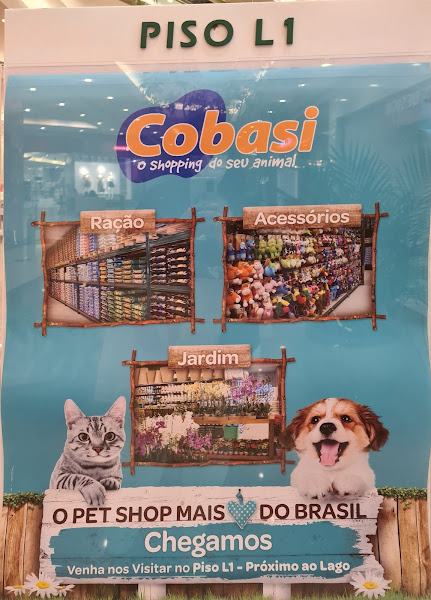 PISO L1
Cobasi
o shopping do seu animal
Ração
Acessórios
Jardim
O PET SHOP MAIS DO BRASIL
Chegamos
Venha nos Visitar no Piso L1 - Próximo ao Lago